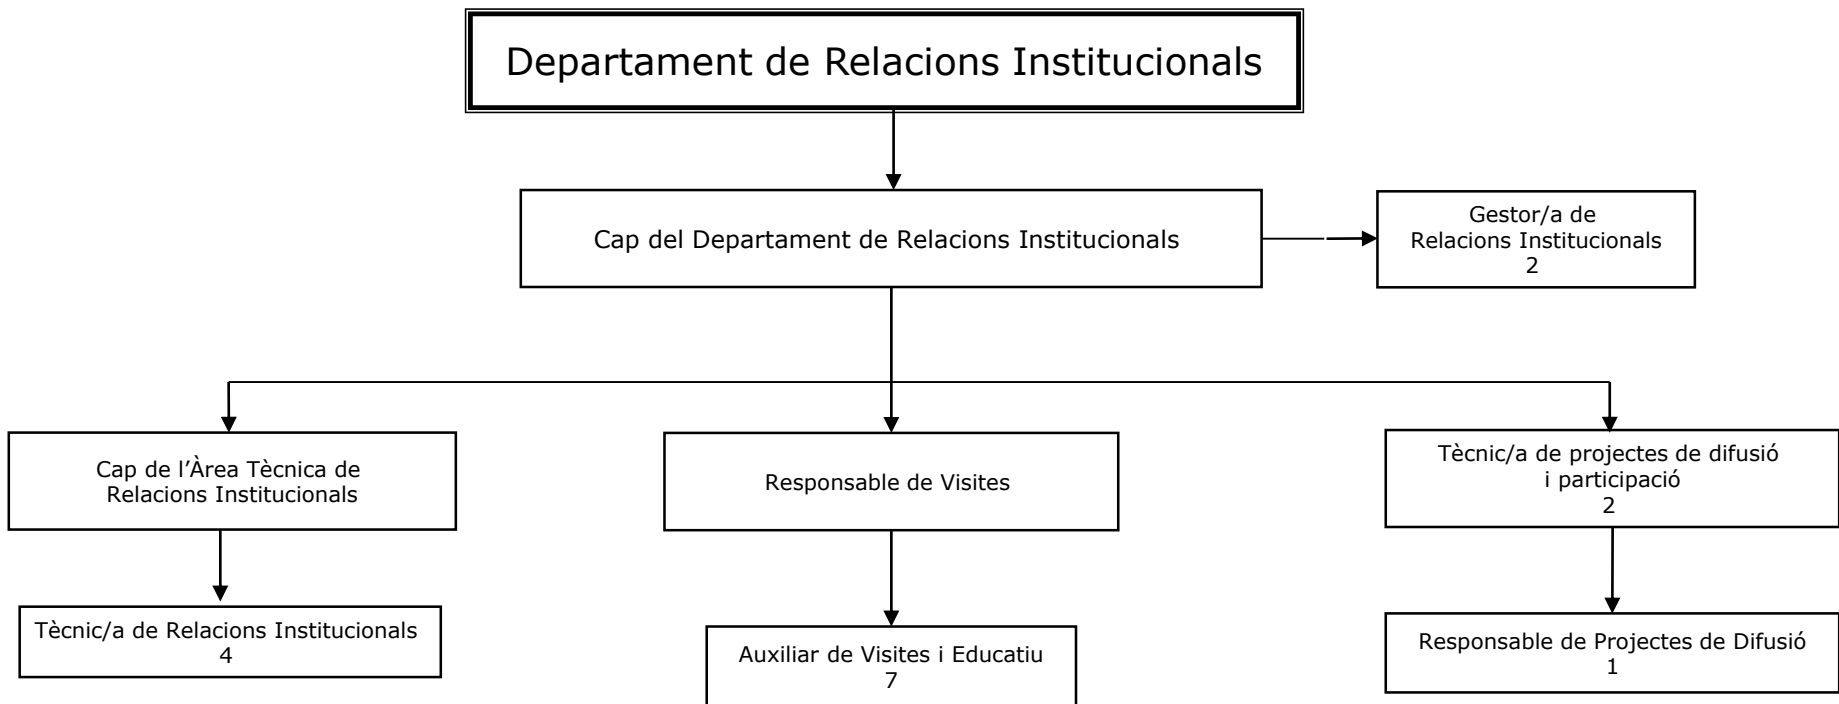 Departament de Relacions Institucionals
Cap del Departament de Relacions Institucionals
Gestor/a de
Relacions Institucionals
2
Cap de l’Àrea Tècnica de
Relacions Institucionals
Responsable de Visites
Tècnic/a de projectes de difusió
i participació
2
Tècnic/a de Relacions Institucionals
4
Auxiliar de Visites i Educatiu
7
Responsable de Projectes de Difusió
1